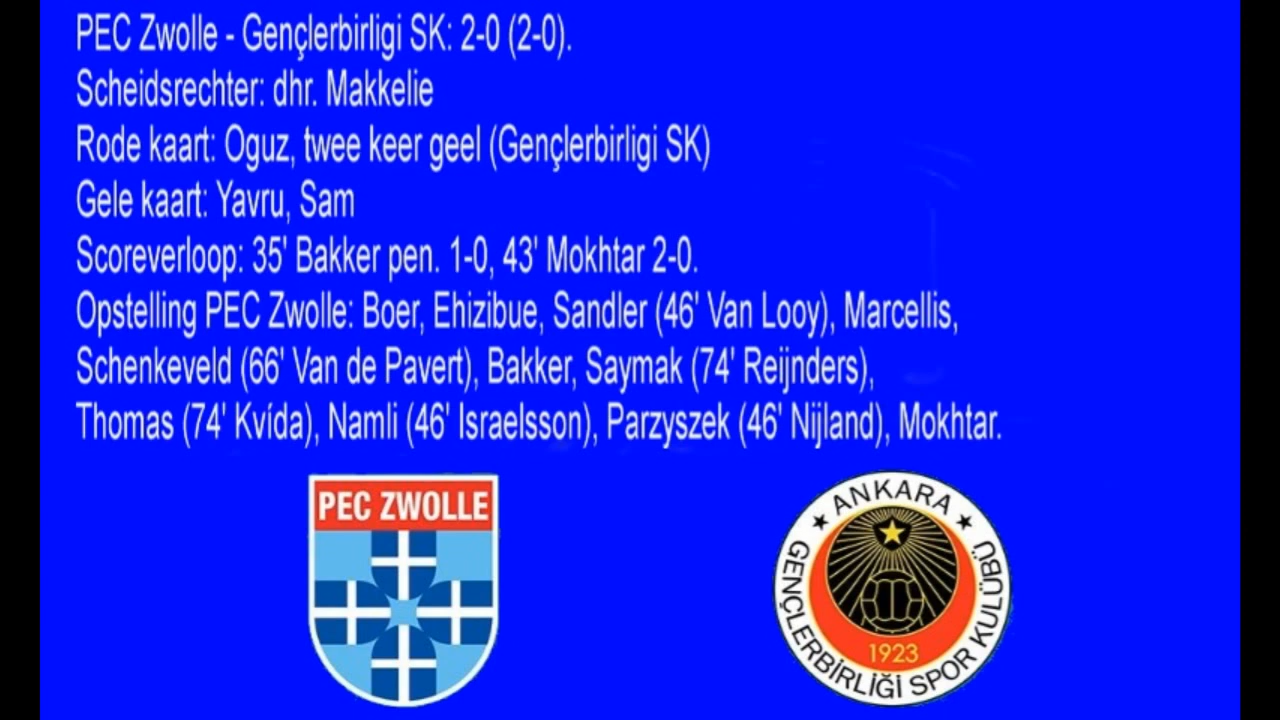 PEC Zwolle - Gençlerbirligi SK: 2-0 (2-0).
Scheidsrechter: dhr. Makkelie
Rode kaart: Oguz, twee keer geel (Gençlerbirligi SK)
Gele kaart: Yavru, Sam
Scoreverloop: 35' Bakker pen. 1-0, 43' Mokhtar 2-0.
Opstelling PEC Zwolle: Boer, Ehizibue, Sandler (46' Van Looy), Marcellis,
Schenkeveld (66' Van de Pavert), Bakker, Saymak (74' Reijnders),
Thomas (74' Kvída), Namli (46' Israelsson), Parzyszek (46' Nijland), Mokhtar.
PEC ZWOLLE
ANKARA
GENÇLERBİRLİĞİ SPOR KULÜBÜ
1923